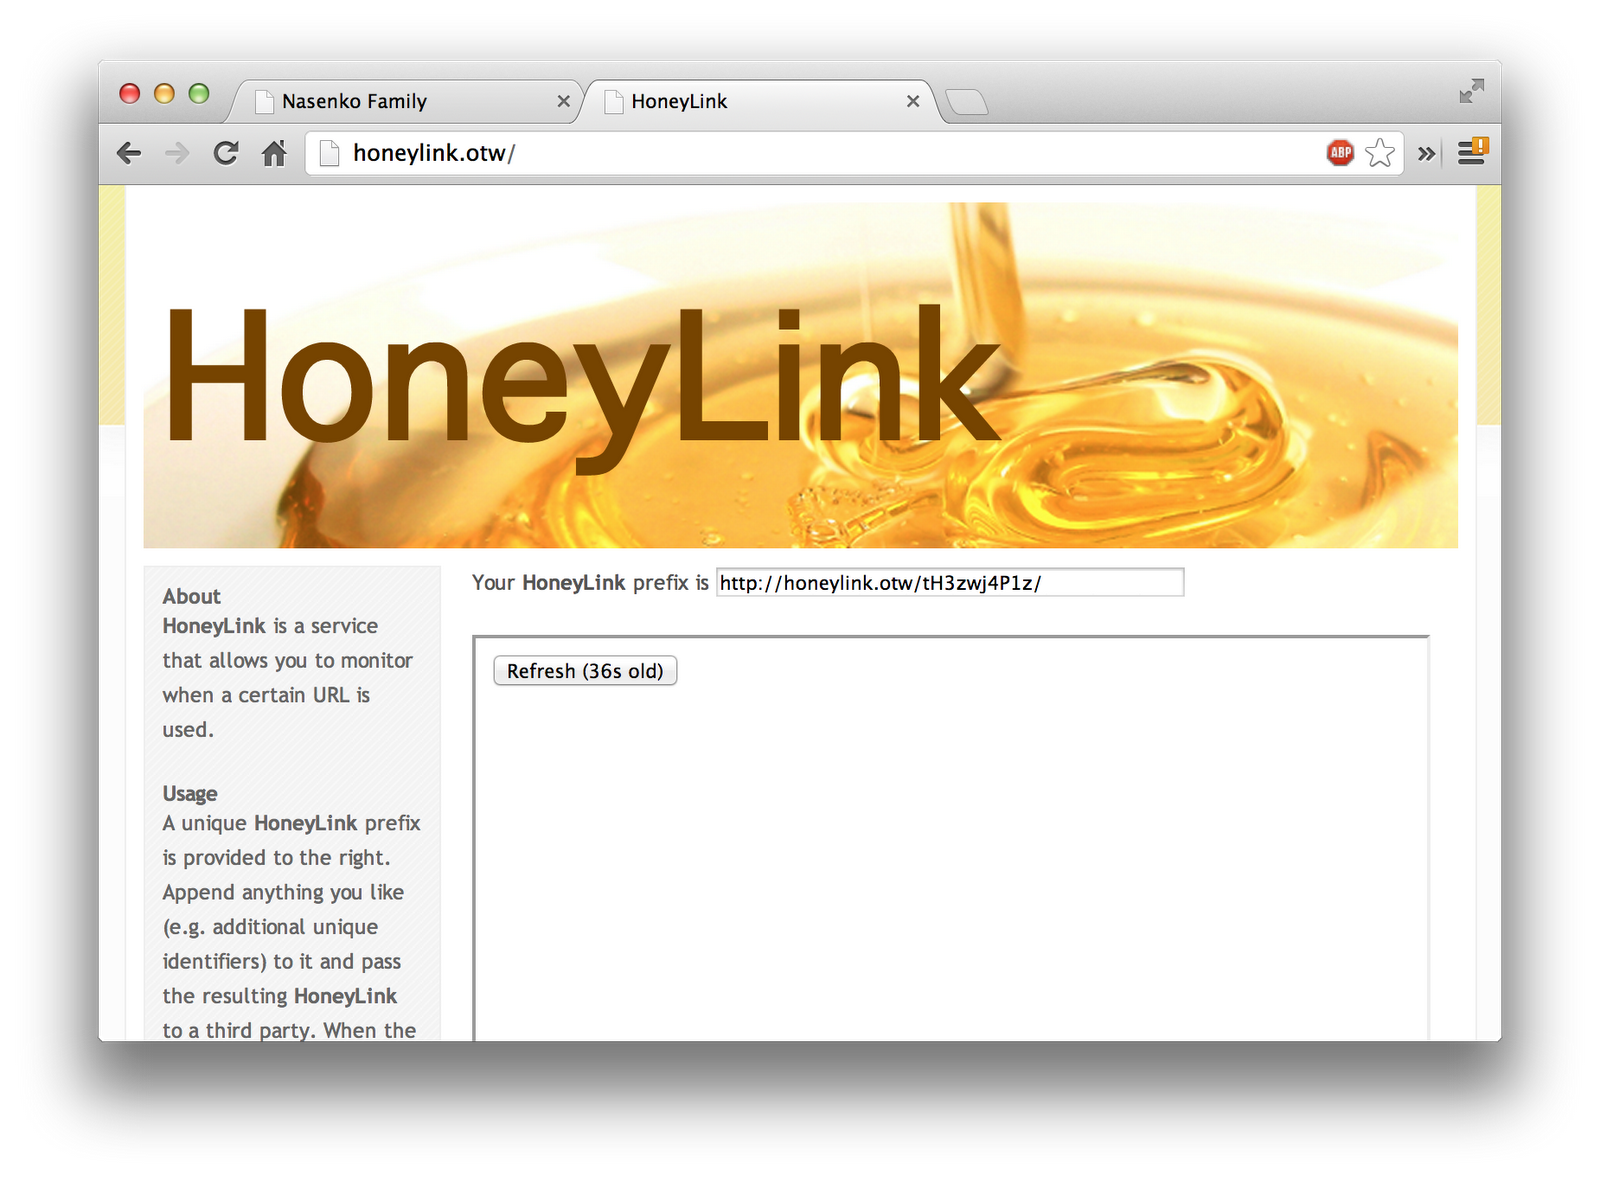 Nasenko Family
HoneyLink
honeylink.otw/
ABP
HoneyLink
About
HoneyLink is a service
that allows you to monitor
when a certain URL is
used.
Usage
A unique HoneyLink prefix
is provided to the right.
Append anything you like
(e.g. additional unique
identifiers) to it and pass
the resulting HoneyLink
to a third party. When the
Your HoneyLink prefix is http://honeylink.otw/tH3zwj4P1z/
Refresh (36s old)